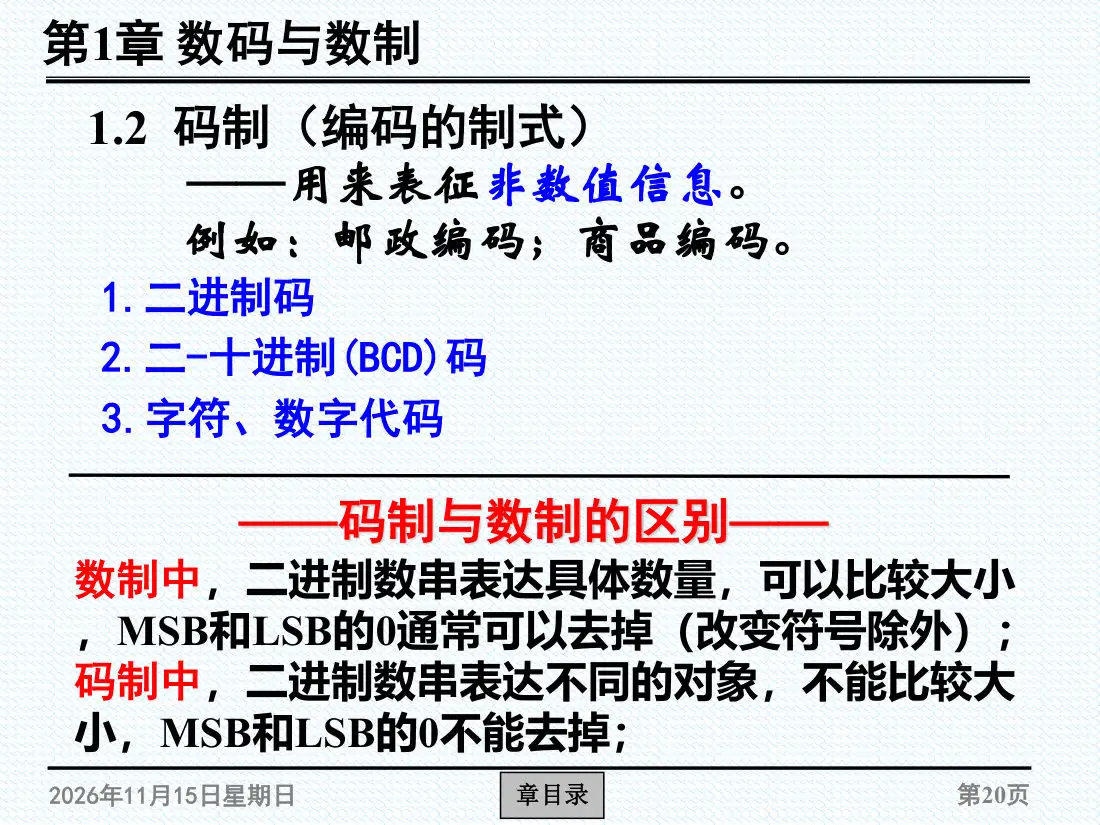 第1章 数码与数制
1.2 码制（编码的制式）
——用来表征非数值信息。
例如：邮政编码；商品编码。
1.二进制码
2.二-十进制(BCD)码
3.字符、数字代码
——码制与数制的区别——
数制中，二进制数串表达具体数量，可以比较大小
，MSB和LSB的0通常可以去掉（改变符号除外）；
码制中，二进制数串表达不同的对象，不能比较大
小，MSB和LSB的0不能去掉；
2026年11月15日星期日
章目录
第20页